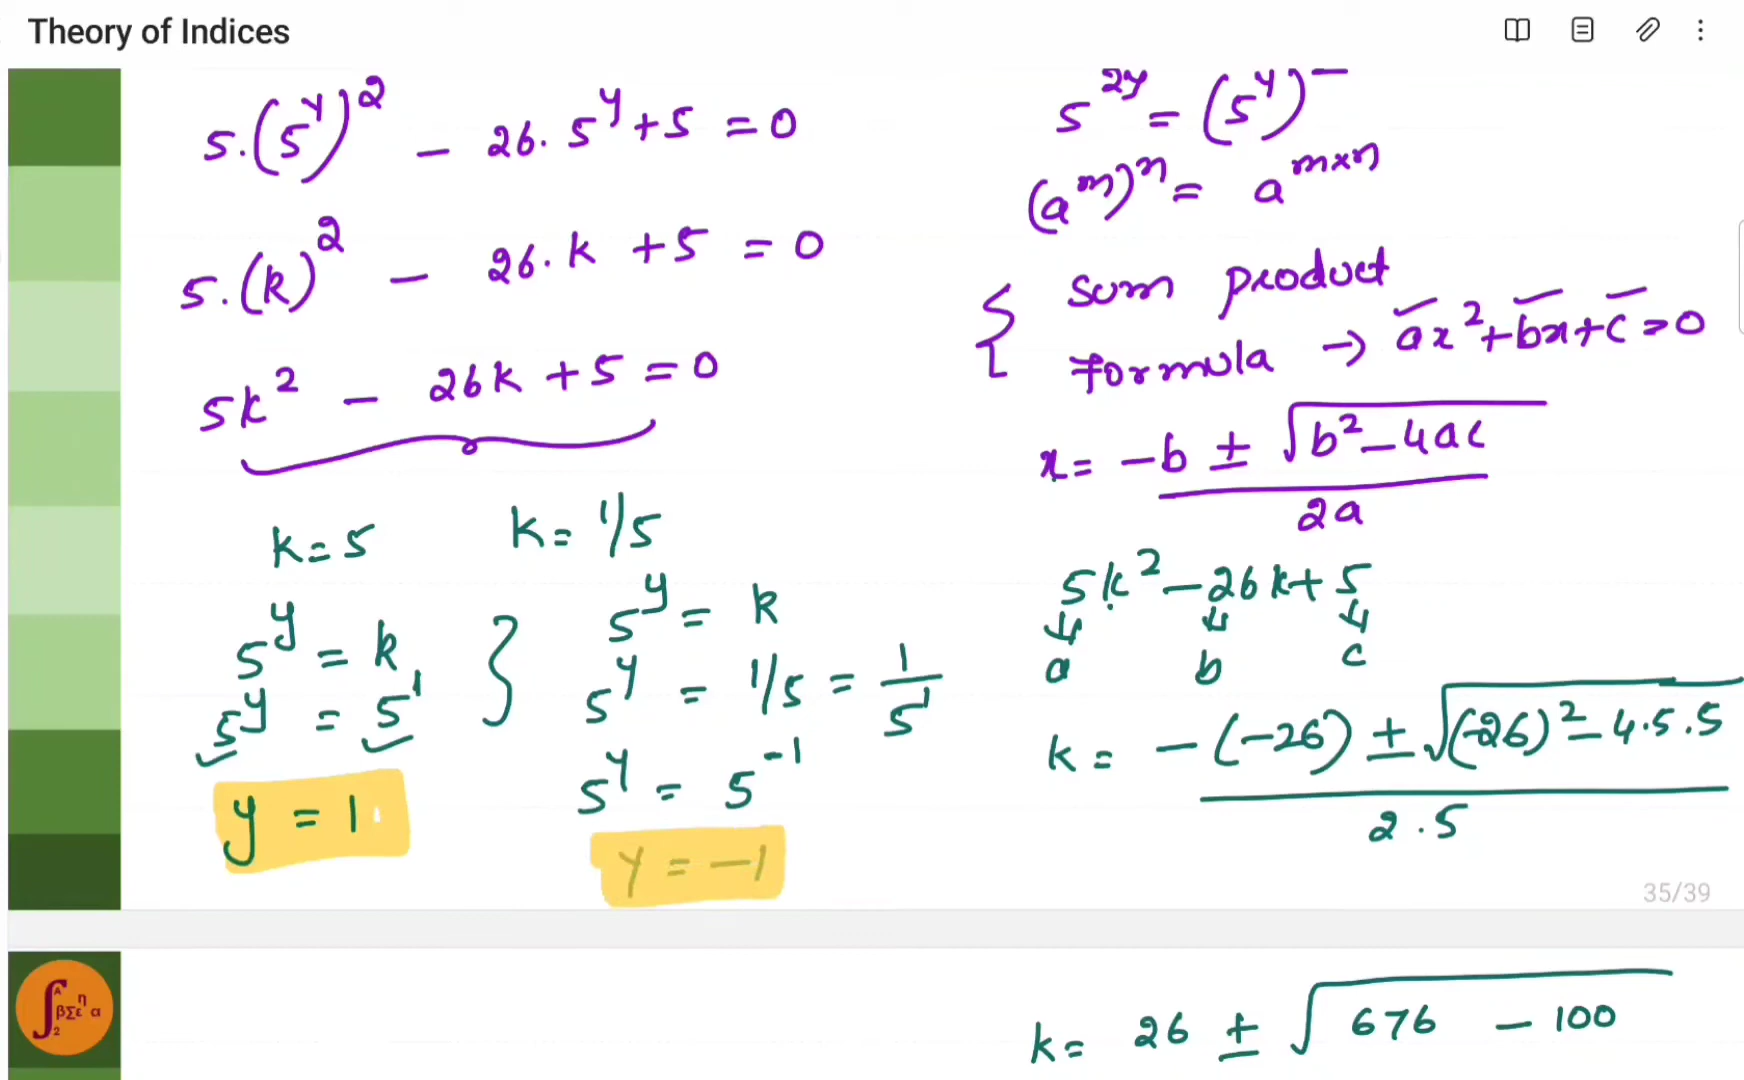 Theory of Indices
5.(5^y)^2 – 26. 5^y + 5 = 0
5.(k)^2 – 26. k + 5 = 0
5k^2 – 26k + 5 = 0
k = 5
5^y = k
5^y = 5^1
y = 1
k = 1/5
5^y = k
5^y = 1/5 = 1/5^1
5^y = 5^-1
y = -1
5^2y = (5^y)
(a^m)^n = a^m×n
{ sum product
formula → ax^2 + bx + c = 0
x = -b ± √b^2 – 4ac
2a
5k^2 – 26k + 5
a b c
k = -(-26) ± √(-26)^2 – 4.5.5
2.5
35/39
k = 26 ± √676 – 100